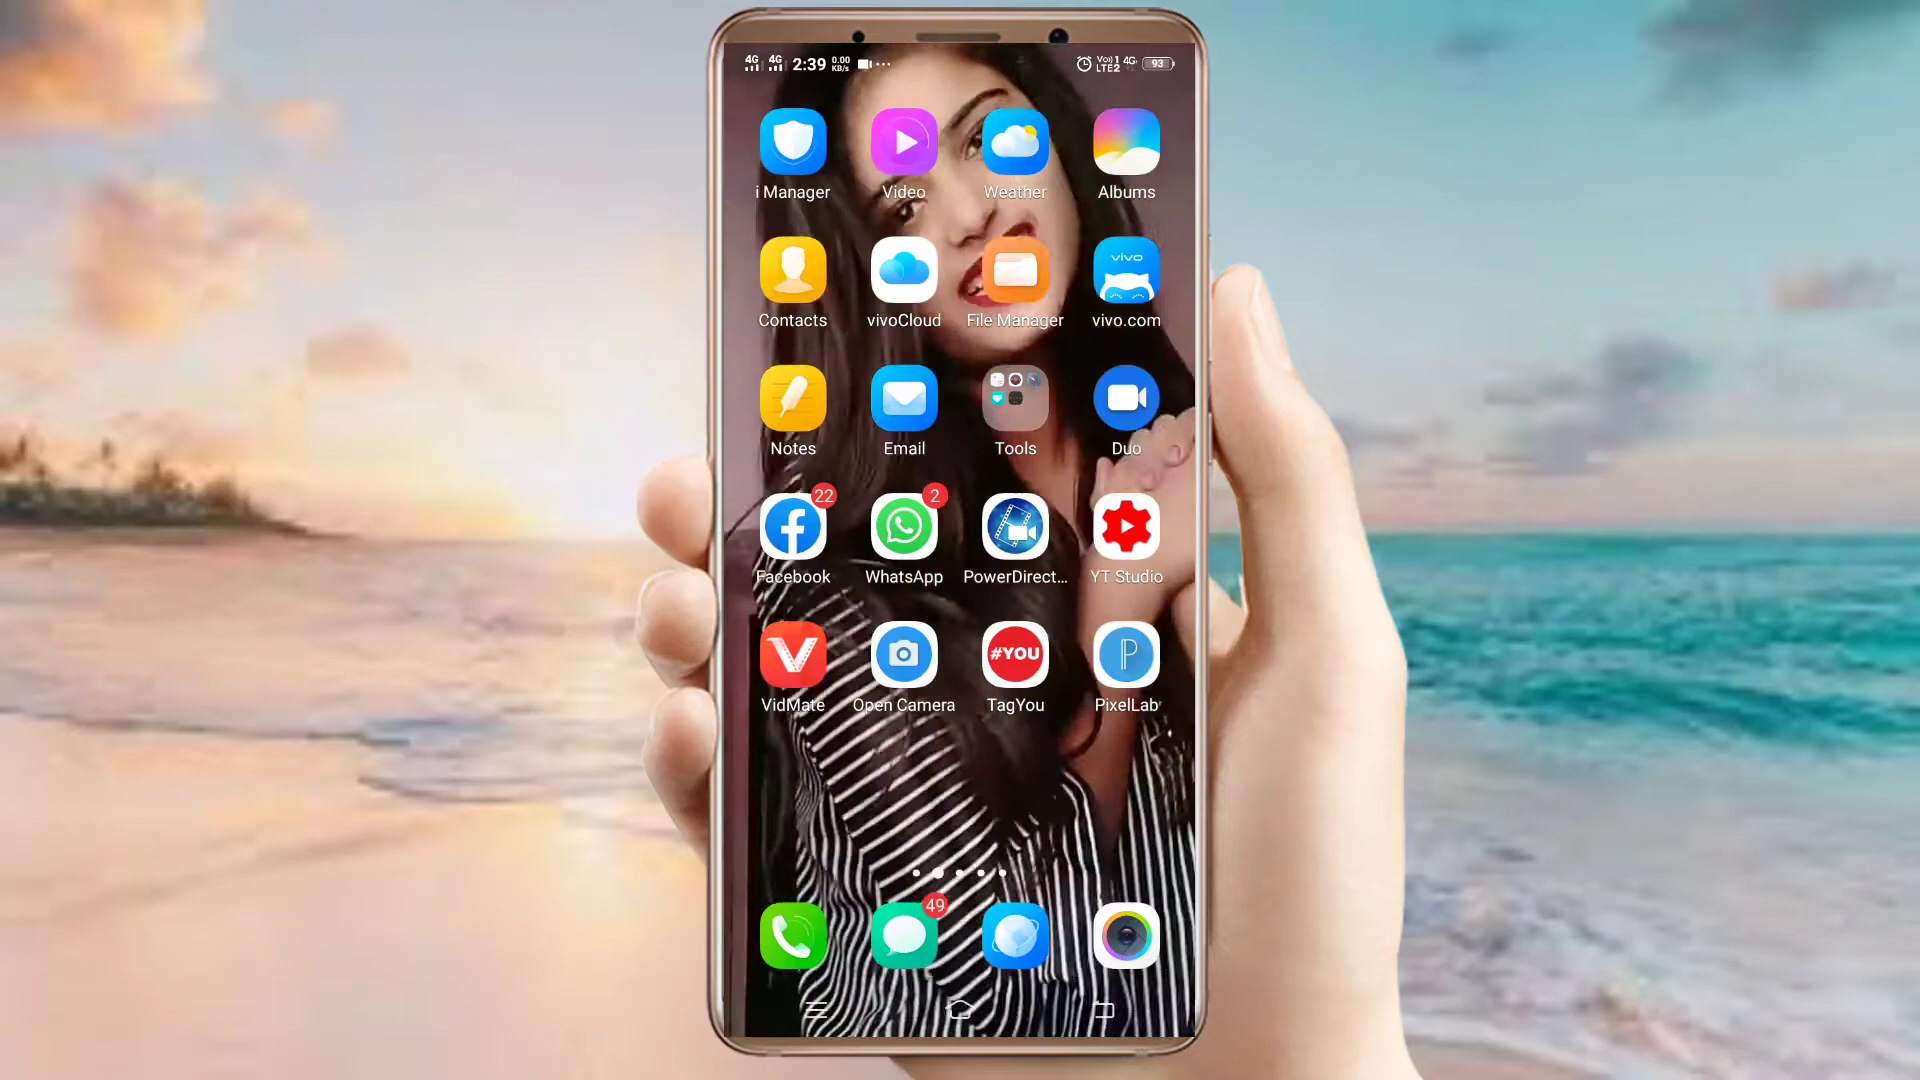 4G 4G 2:39 0.00 KB/s VoI) 1 4G LTE2 93
i Manager Video Weather Albums
vivo
Contacts vivoCloud File Manager vivo.com
Notes Email Tools Duo
22 2
Facebook WhatsApp PowerDirect... YT Studio
#YOU
VidMate Open Camera TagYou PixelLab
49